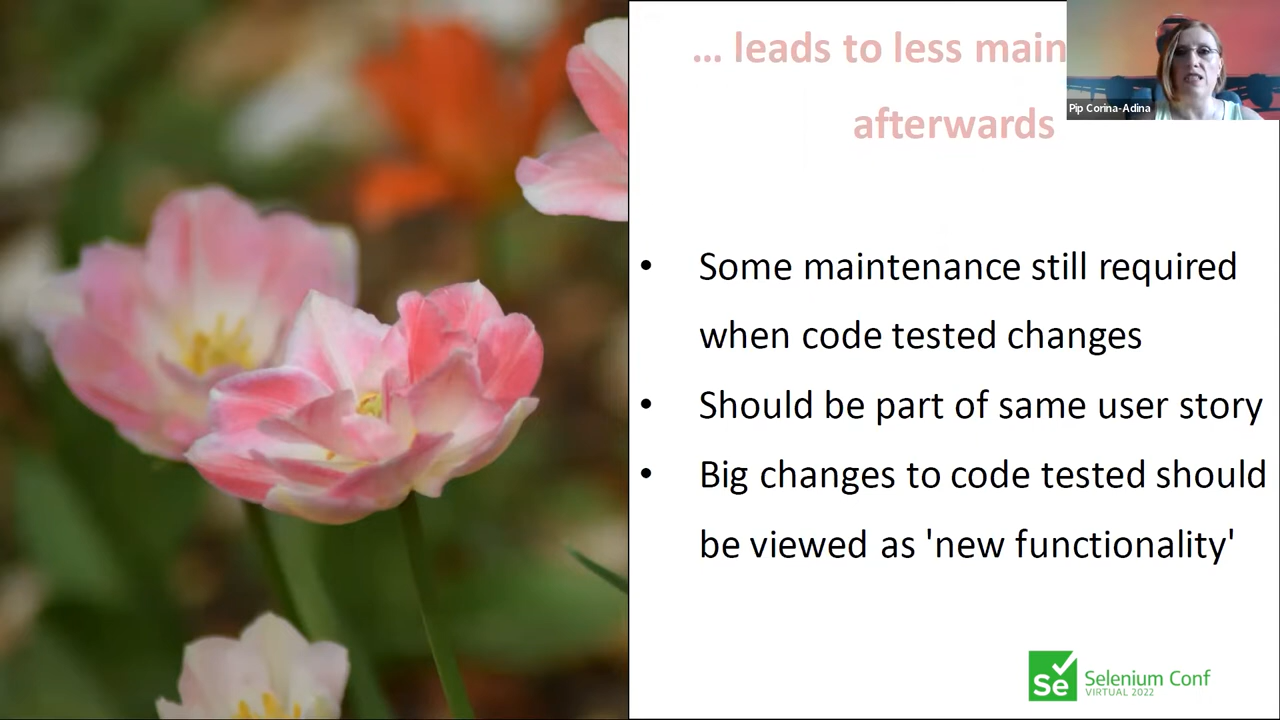 ... leads to less main
Pip Corina-Adina
afterwards
• Some maintenance still required
when code tested changes
• Should be part of same user story
• Big changes to code tested should
be viewed as 'new functionality'
Se Selenium Conf
VIRTUAL 2022